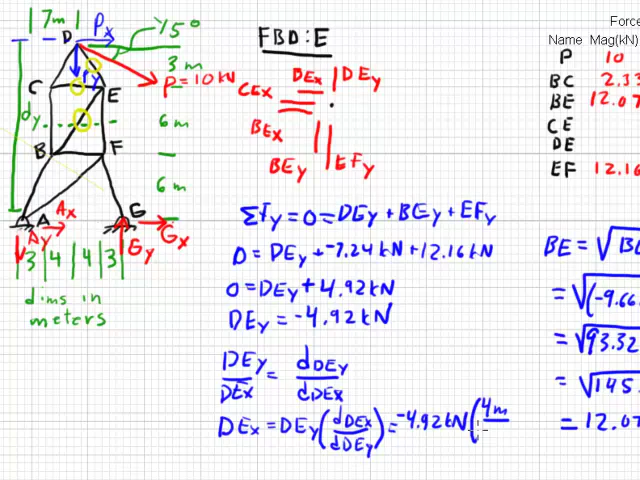 | 7m |
D Px 45°
3 m
Py P=10 kN
C E
dy 6 m
B F
6 m
A Ax G Gx
Ay Gy
|3|4|4|3|
dims in
meters
FBD: E
DEx DEy
CEx
BEx
BEy EFy
ΣFy = 0 = DEy + BEy + EFy
0 = DEy + -7.24 kN + 12.16 kN
0 = DEy + 4.92 kN
DEy = -4.92 kN
DEy/DEx = dDEy/dDEx
DEx = DEy (dDEx/dDEy) = -4.92 kN (4m
Force
Name Mag(kN)
P 10
BC 2.33
BE 12.07
CE
DE
EF 12.16
BE = √
= √(-9.66
= √93.32
= √145.
= 12.07